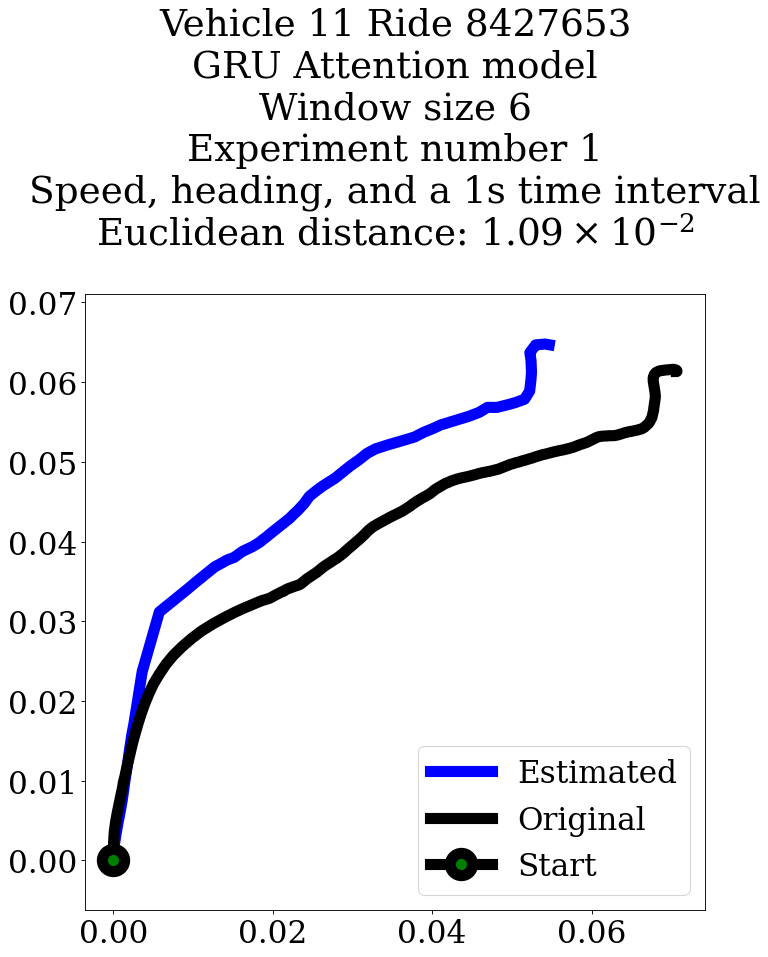 Vehicle 11 Ride 8427653
GRU Attention model
Window size 6
Experiment number 1
Speed, heading, and a 1s time interval
Euclidean distance: 1.09 × 10⁻²
0.07
0.06
0.05
0.04
0.03
0.02
0.01
0.00
Estimated
Original
Start
0.00 0.02 0.04 0.06